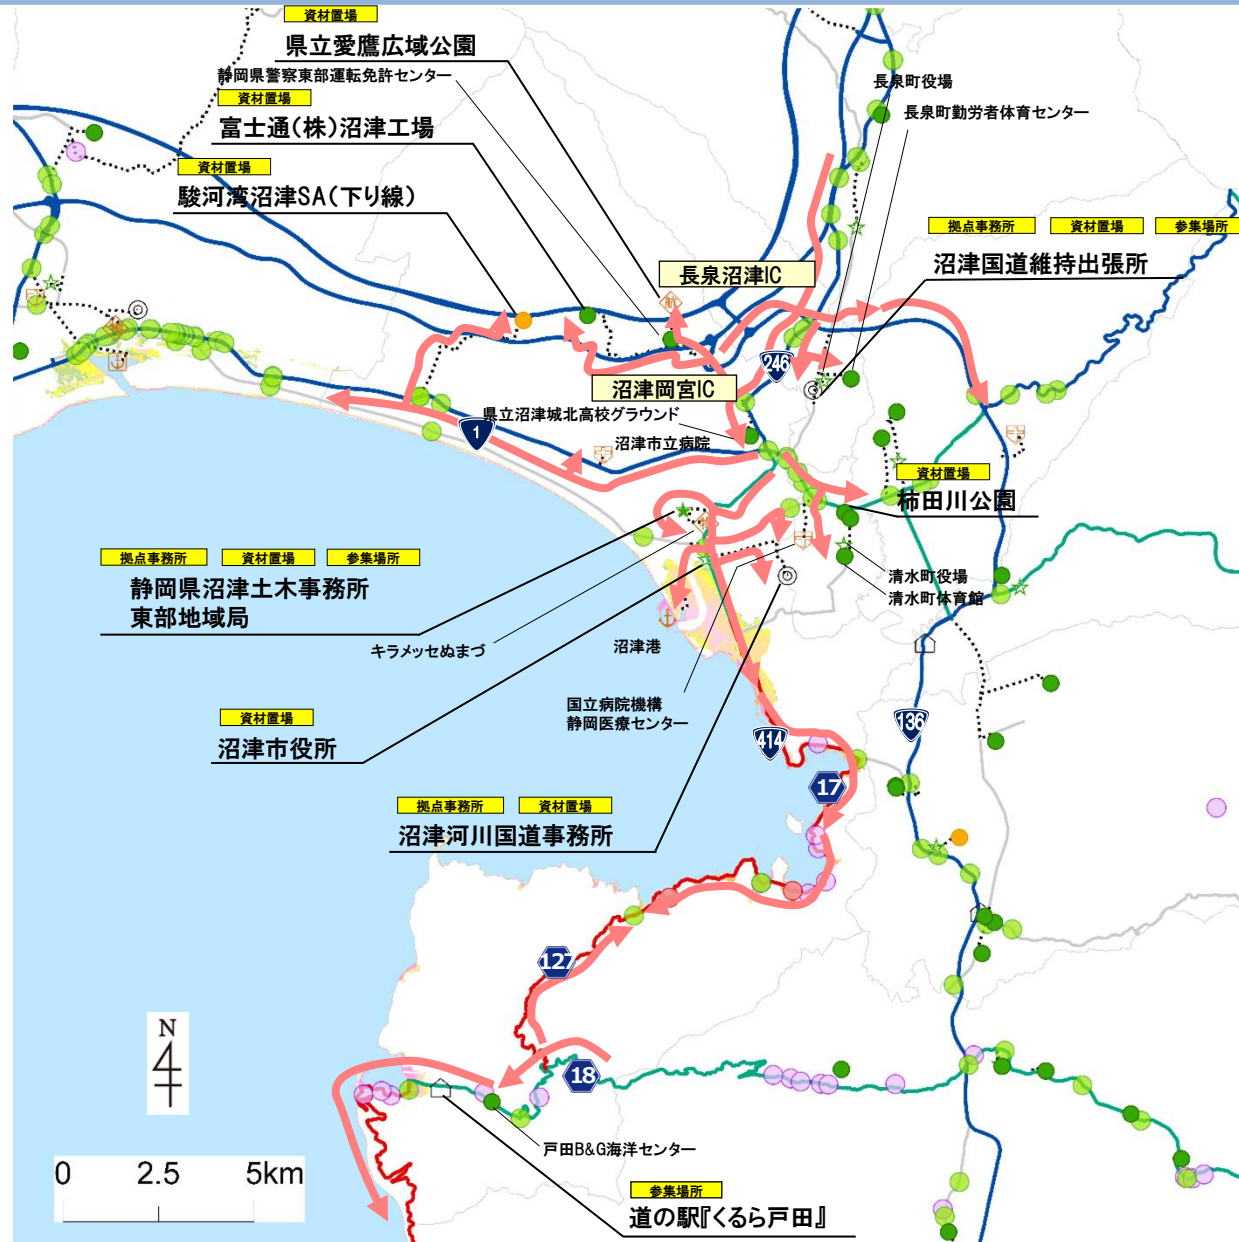 資材置場
県立愛鷹広域公園
静岡県警察東部運転免許センター
資材置場
富士通(株)沼津工場
資材置場
駿河湾沼津SA(下り線)
長泉町役場
長泉町勤労者体育センター
拠点事務所 資材置場 参集場所
沼津国道維持出張所
長泉沼津IC
沼津岡宮IC
246
1
県立沼津城北高校グラウンド
沼津市立病院
資材置場
柿田川公園
拠点事務所 資材置場 参集場所
静岡県沼津土木事務所
東部地域局
清水町役場
清水町体育館
キラメッセぬまづ
沼津港
国立病院機構
静岡医療センター
資材置場
沼津市役所
414
136
17
拠点事務所 資材置場
沼津河川国道事務所
127
18
N
戸田B&G海洋センター
0 2.5 5km
参集場所
道の駅『くるら戸田』